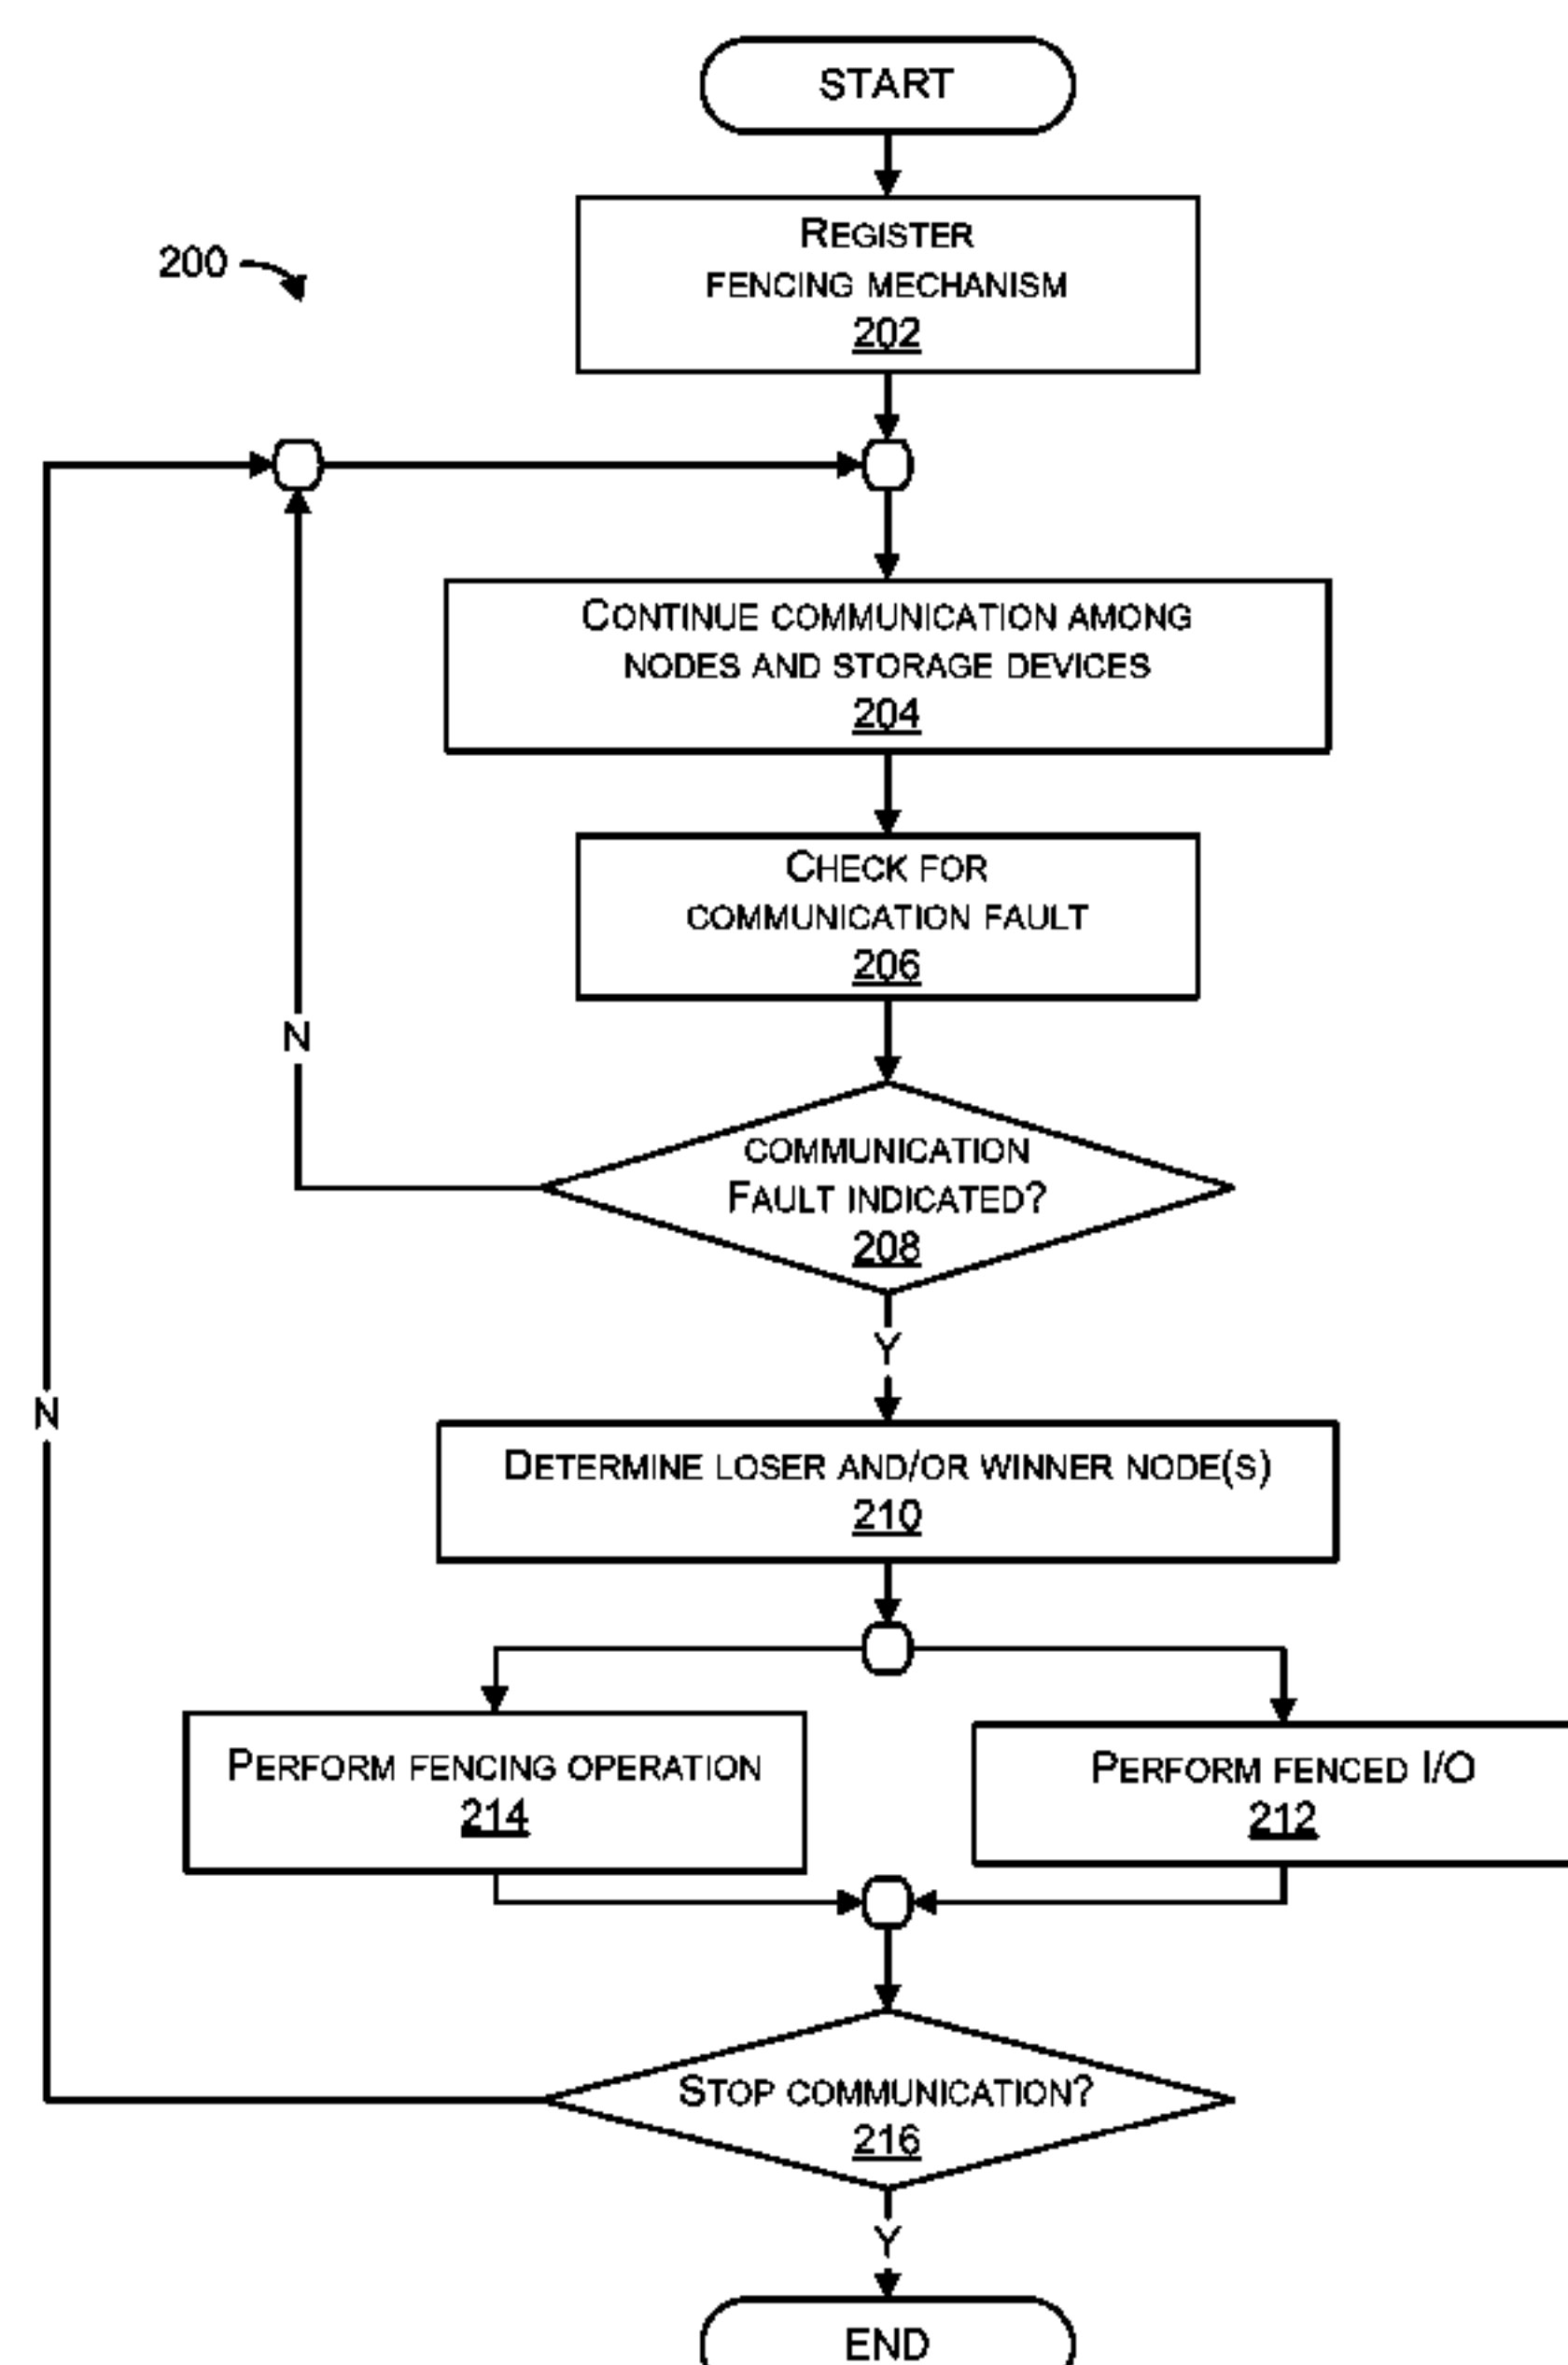 START
200
REGISTER
FENCING MECHANISM
202
CONTINUE COMMUNICATION AMONG
NODES AND STORAGE DEVICES
204
CHECK FOR
COMMUNICATION FAULT
206
N
COMMUNICATION
FAULT INDICATED?
208
Y
N
DETERMINE LOSER AND/OR WINNER NODE(S)
210
PERFORM FENCING OPERATION
214
PERFORM FENCED I/O
212
STOP COMMUNICATION?
216
Y
END